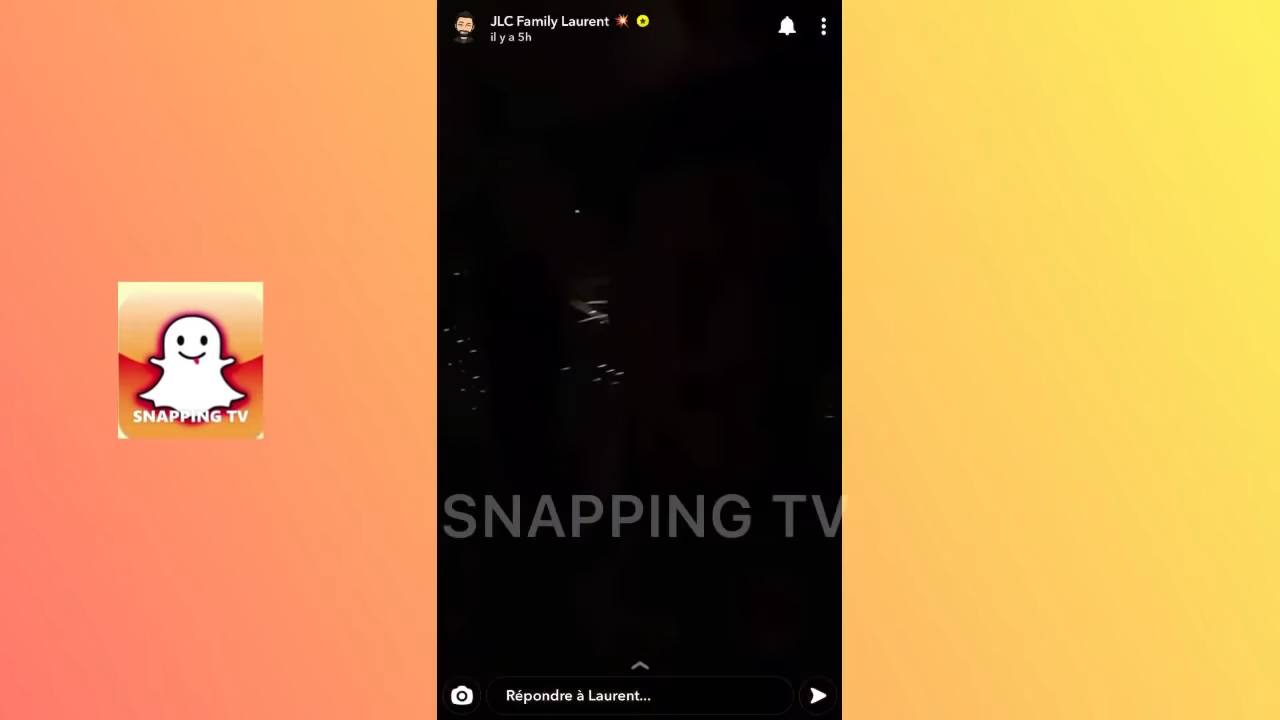 JLC Family Laurent
il y a 5h
SNAPPING TV
SNAPPING TV
Répondre à Laurent...